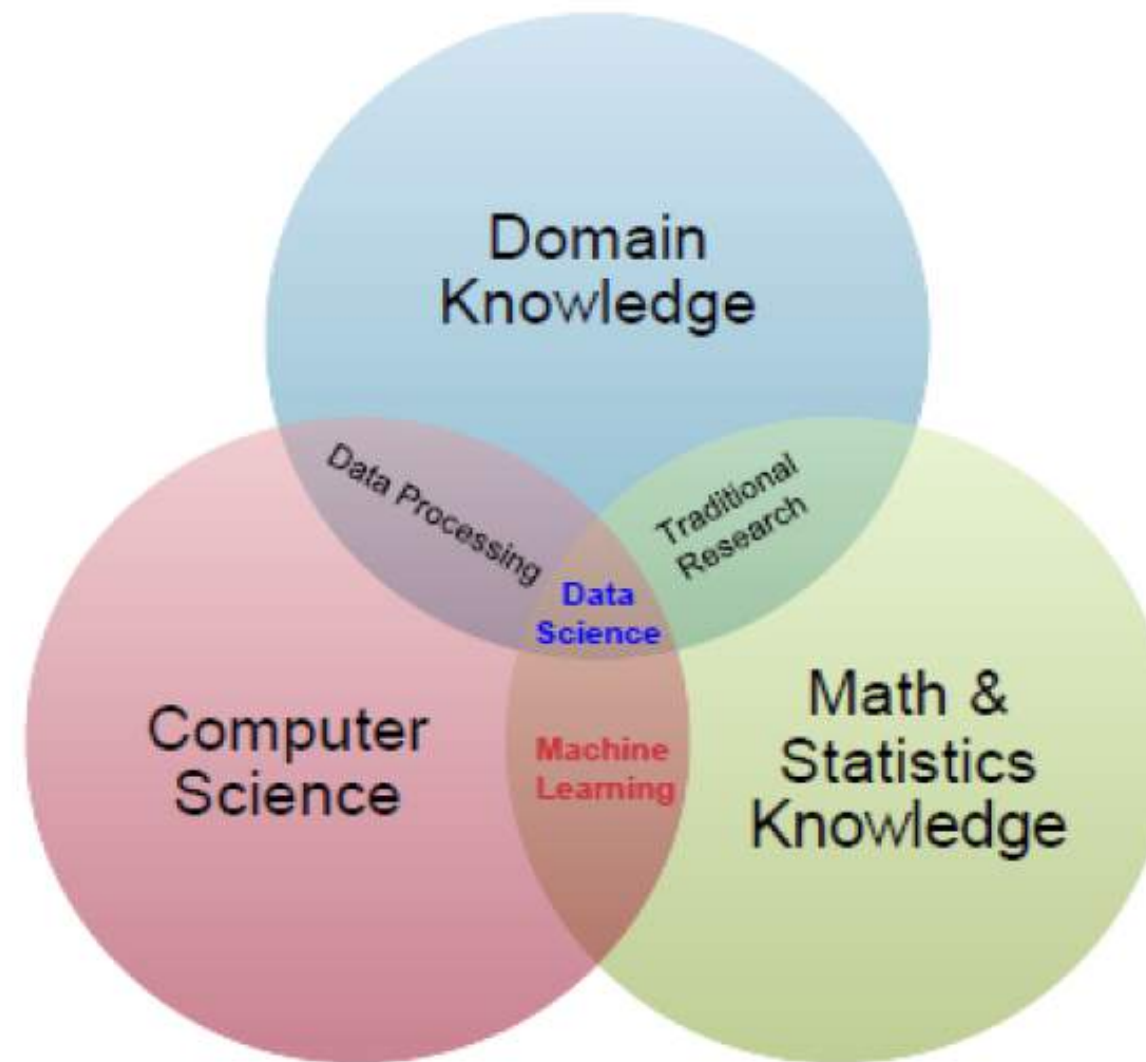 Domain
Knowledge
Data Processing
Traditional
Research
Data
Science
Computer
Science
Machine
Learning
Math &
Statistics
Knowledge